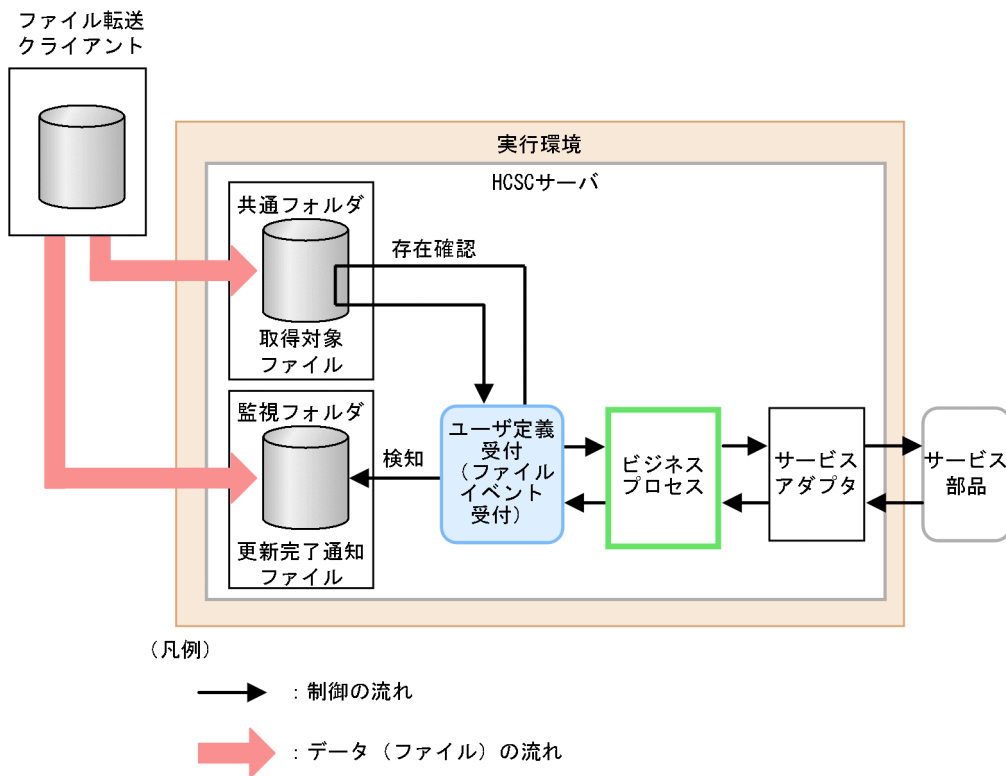 ファイル転送
クライアント
実行環境
HCSCサーバ
共通フォルダ
存在確認
取得対象
ファイル
監視フォルダ
検知
更新完了通知
ファイル
ユーザ定義
受付
（ファイル
イベント
受付）
ビジネス
プロセス
サービス
アダプタ
サービス
部品
（凡例）
：制御の流れ
：データ（ファイル）の流れ